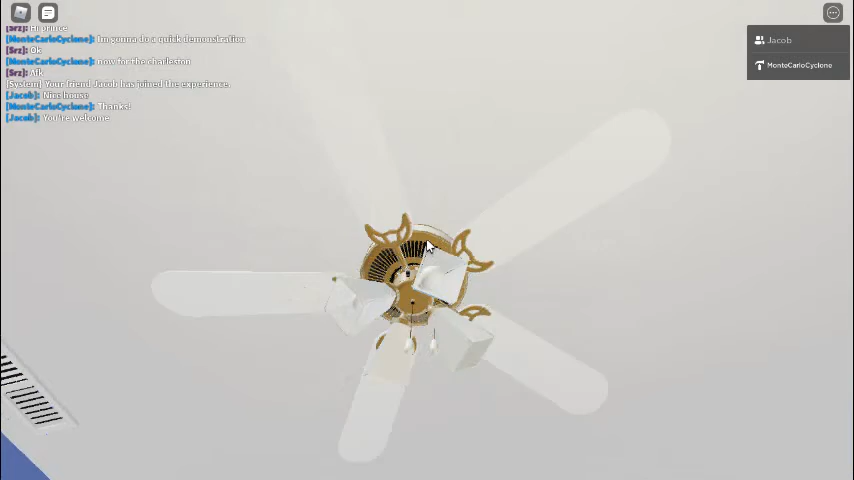 [Srz]: Hi prince
[MonteCarloCyclone]: Im gonna do a quick demonstration
[Srz]: Ok
[MonteCarloCyclone]: now for the charleston
[Srz]: Afk
[System] Your friend Jacob has joined the experience.
[Jacob]: Nice house
[MonteCarloCyclone]: Thanks!
[Jacob]: You're welcome
Jacob
MonteCarloCyclone